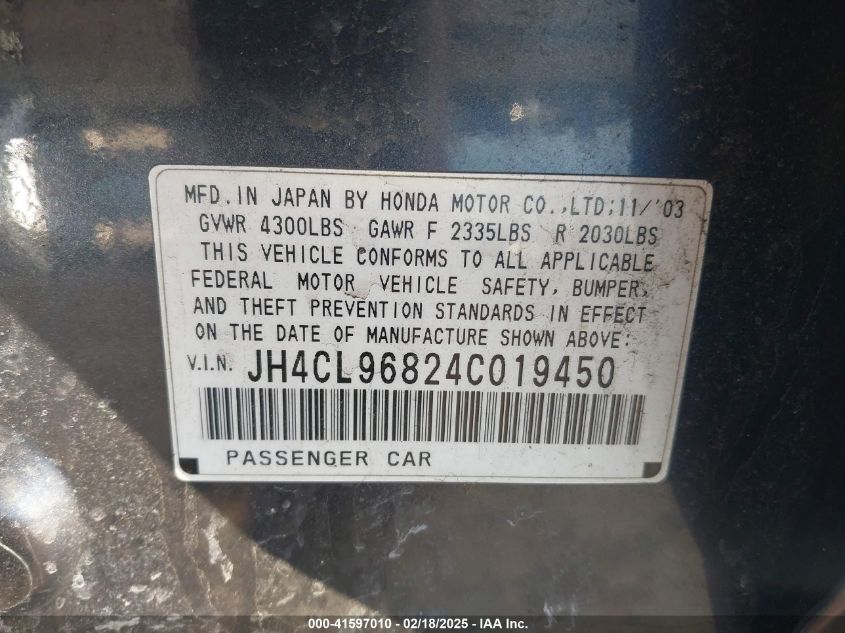 MFD. IN JAPAN BY HONDA MOTOR CO., LTD; 11/'03
GVWR 4300LBS GAWR F 2335LBS R 2030LBS
THIS VEHICLE CONFORMS TO ALL APPLICABLE
FEDERAL MOTOR VEHICLE SAFETY, BUMPER,
AND THEFT PREVENTION STANDARDS IN EFFECT
ON THE DATE OF MANUFACTURE SHOWN ABOVE:
V.I.N. JH4CL96824C019450
PASSENGER CAR
000-41597010 - 02/18/2025 - IAA Inc.